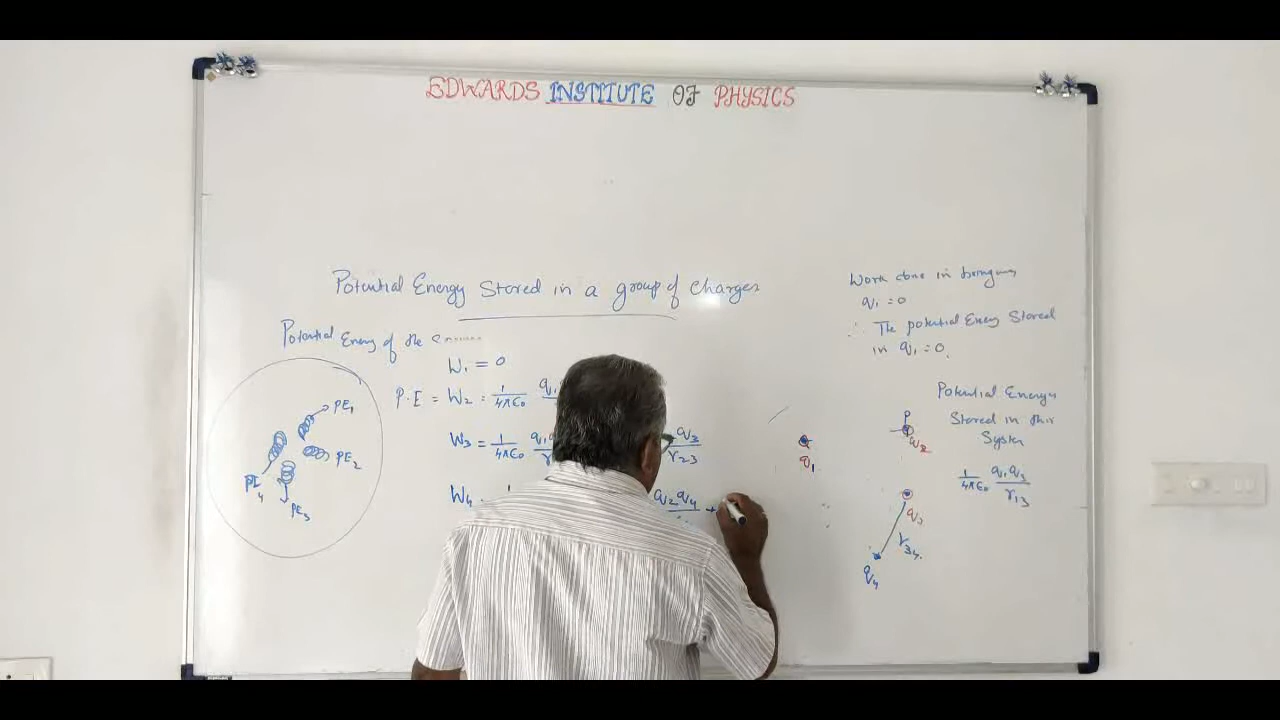 EDWARDS INSTITUTE OF PHYSICS
Potential Energy Stored in a group of charges
Potential Energy of the
W₁ = 0
P.E = W₂ = 1/4πε₀ q₁
W₃ = 1/4πε₀ q₁ q₃/r₂₃
W₄ = 1 q₂q₄ +
PE₁
PE₂
PE₃
PE₄
Work done in bringing
q₁ = 0
∴ The potential Energy Stored
in q₁ = 0.
Potential Energy
Stored in this
System
1/4πε₀ q₁q₃/r₁₃
P
q₂
q₁
q₃
r₃₄
q₄